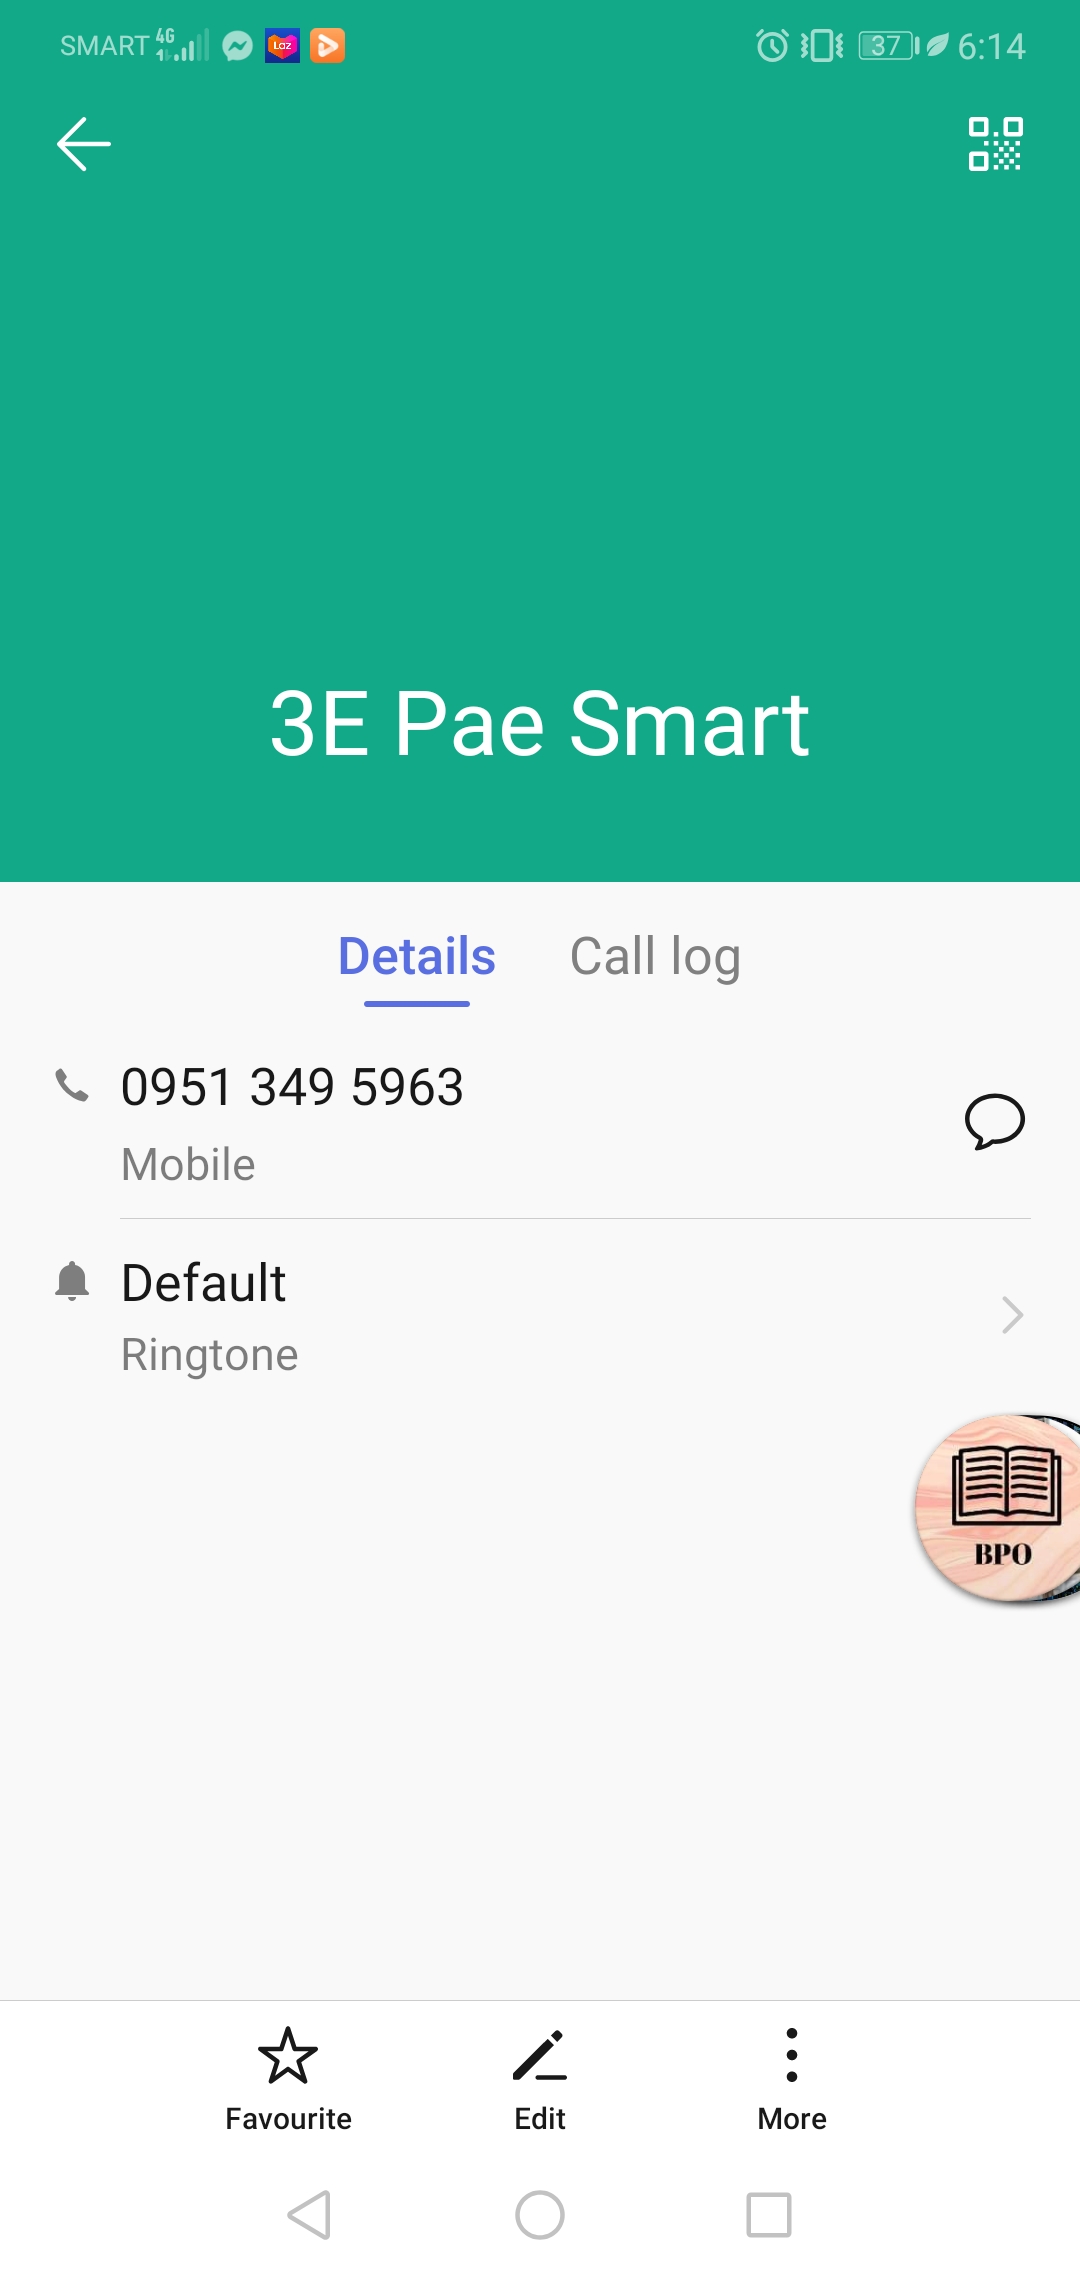 SMART 4G 37 6:14
Laz
3E Pae Smart
Details Call log
0951 349 5963
Mobile
Default
Ringtone
BPO
Favourite Edit More